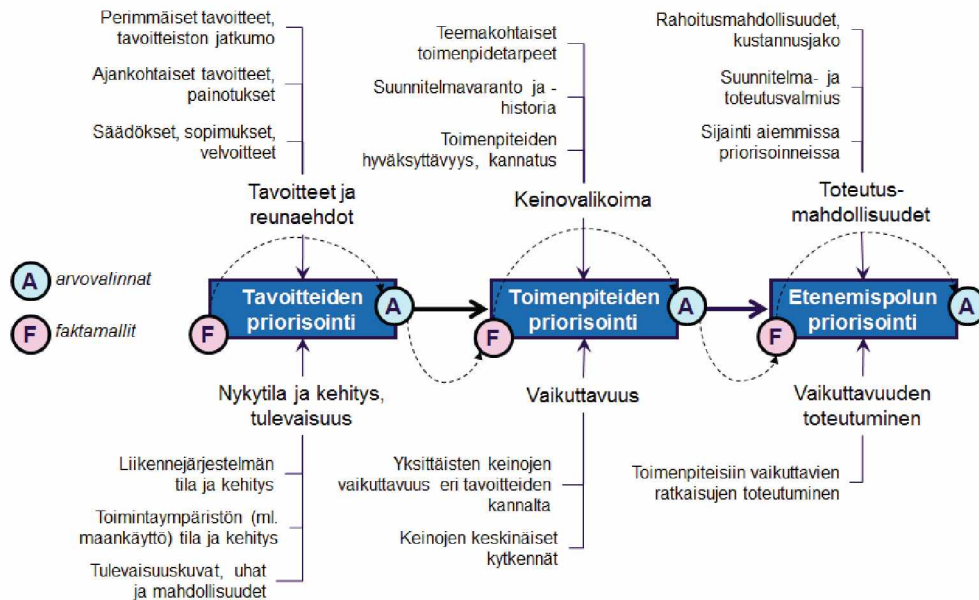 Perimmäiset tavoitteet,
tavoitteiston jatkumo
Ajankohtaiset tavoitteet,
painotukset
Säädökset, sopimukset,
velvoitteet
Tavoitteet ja
reunaehdot
Teemakohtaiset
toimenpidetarpeet
Suunnitelmavaranto ja -
historia
Toimenpiteiden
hyväksyttävyys, kannatus
Keinovalikoima
Rahoitusmahdollisuudet,
kustannusjako
Suunnitelma- ja
toteutusvalmius
Sijainti aiemmissa
priorisoinneissa
Toteutus-
mahdollisuudet
A arvovalinnat
F faktamallit
Tavoitteiden
priorisointi
F
A
Toimenpiteiden
priorisointi
F
A
Etenemispolun
priorisointi
F
A
Nykytila ja kehitys,
tulevaisuus
Liikennejärjestelmän
tila ja kehitys
Toimintaympäristön (ml.
maankäyttö) tila ja kehitys
Tulevaisuuskuvat, uhat
ja mahdollisuudet
Vaikuttavuus
Yksittäisten keinojen
vaikuttavuus eri tavoitteiden
kannalta
Keinojen keskinäiset
kytkennät
Vaikuttavuuden
toteutuminen
Toimenpiteisiin vaikuttavien
ratkaisujen toteutuminen